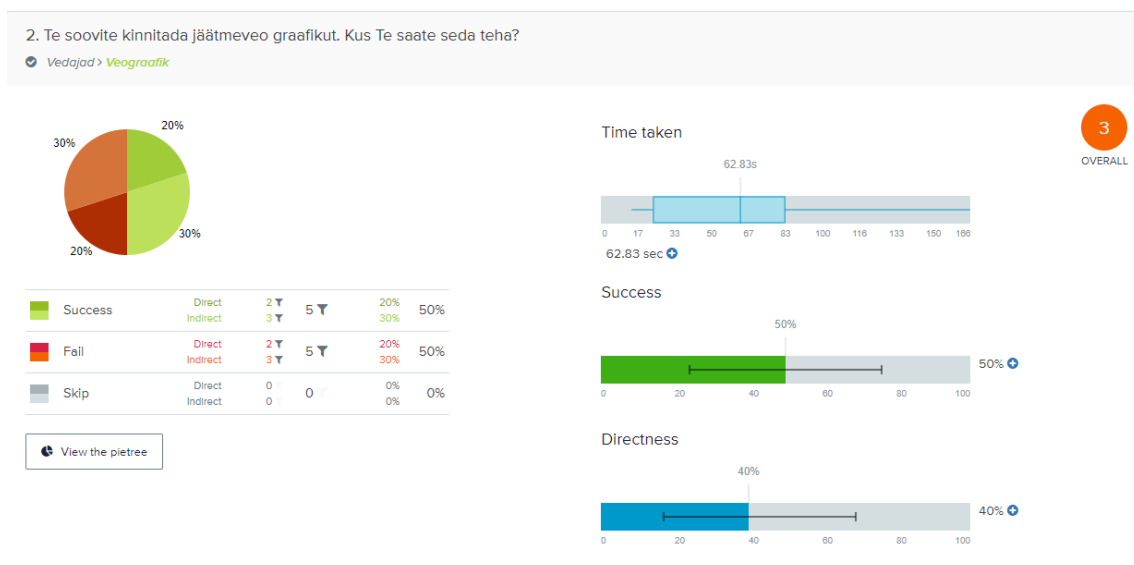 2. Te soovite kinnitada jäätmeveo graafikut. Kus Te saate seda teha?
Vedajad > Veograafik
20%
30%
30%
20%
Success Direct 2 5 20% 50%
Indirect 3 30%
Fail Direct 2 5 20% 50%
Indirect 3 30%
Skip Direct 0 0 0% 0%
Indirect 0 0%
View the pietree
Time taken
62.83s
0 17 33 50 67 83 100 116 133 150 166
62.83 sec
Success
50%
50%
0 20 40 60 80 100
Directness
40%
40%
0 20 40 60 80 100
3
OVERALL